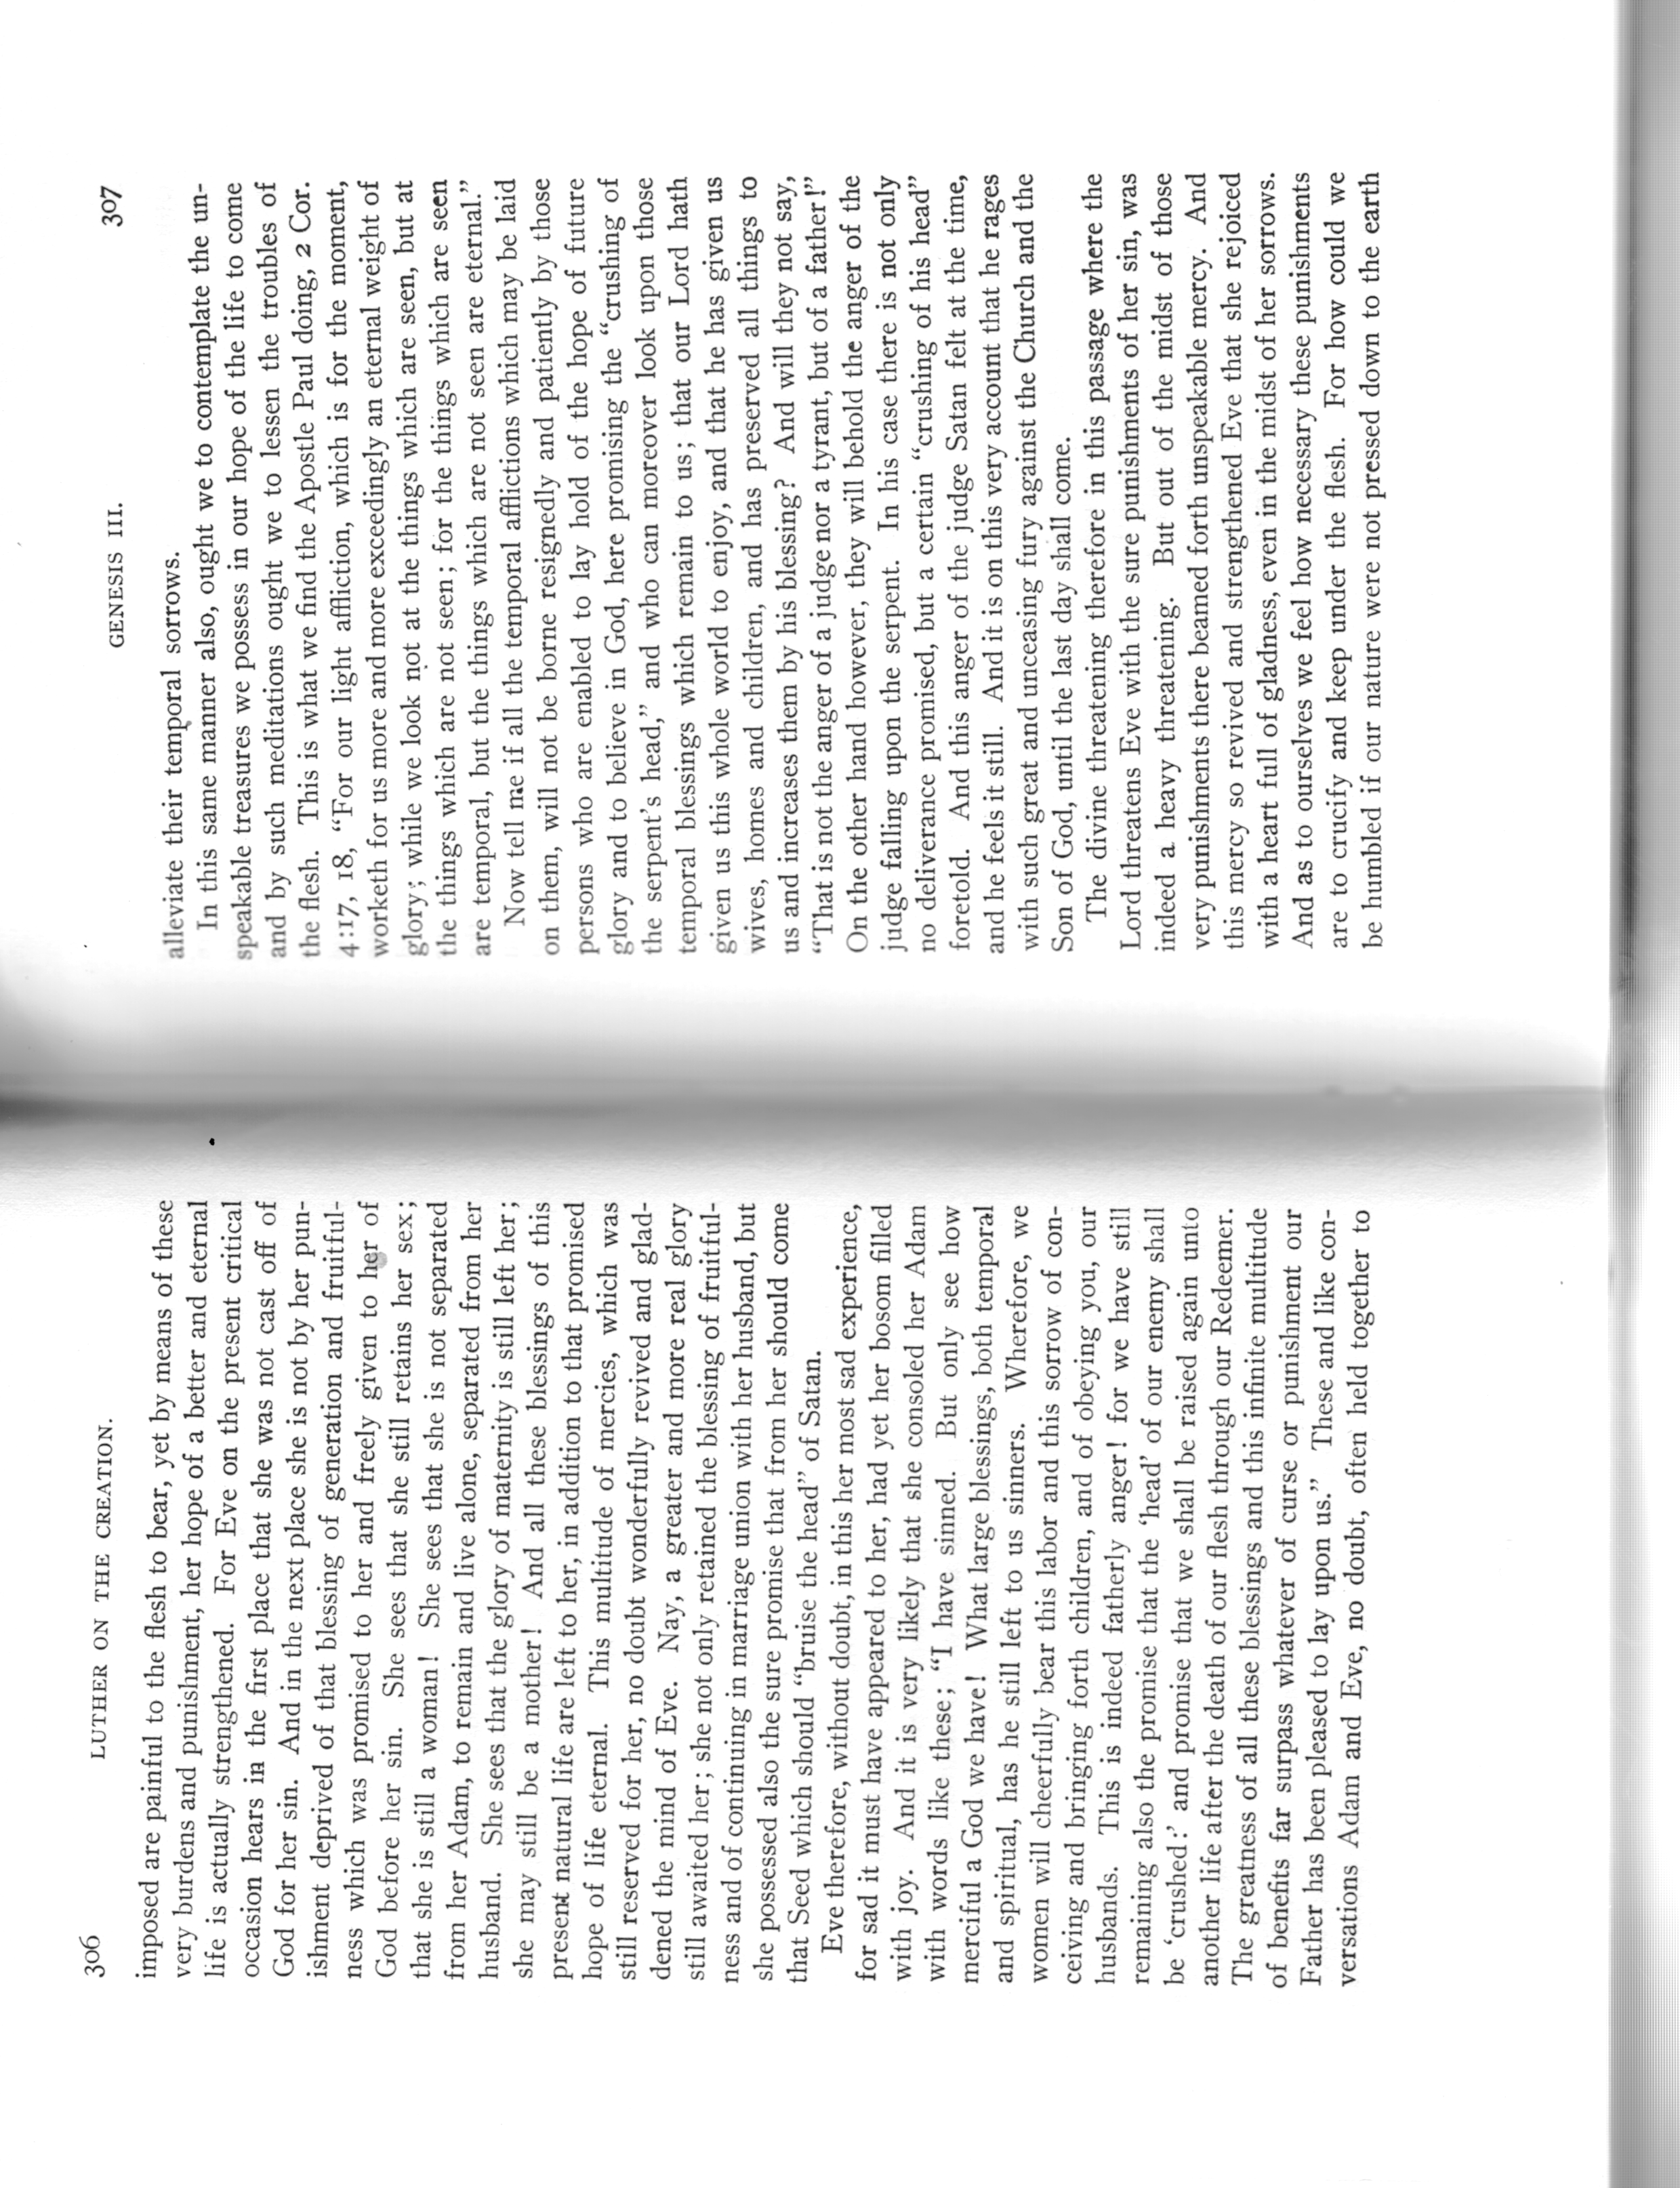 306 LUTHER ON THE CREATION.
imposed are painful to the flesh to bear, yet by means of these
very burdens and punishment, her hope of a better and eternal
life is actually strengthened. For Eve on the present critical
occasion hears in the first place that she was not cast off of
God for her sin. And in the next place she is not by her pun-
ishment deprived of that blessing of generation and fruitful-
ness which was promised to her and freely given to her of
God before her sin. She sees that she still retains her sex;
that she is still a woman! She sees that she is not separated
from her Adam, to remain and live alone, separated from her
husband. She sees that the glory of maternity is still left her;
she may still be a mother! And all these blessings of this
present natural life are left to her, in addition to that promised
hope of life eternal. This multitude of mercies, which was
still reserved for her, no doubt wonderfully revived and glad-
dened the mind of Eve. Nay, a greater and more real glory
still awaited her; she not only retained the blessing of fruitful-
ness and of continuing in marriage union with her husband, but
she possessed also the sure promise that from her should come
that Seed which should "bruise the head" of Satan.
Eve therefore, without doubt, in this her most sad experience,
for sad it must have appeared to her, had yet her bosom filled
with joy. And it is very likely that she consoled her Adam
with words like these; "I have sinned. But only see how
merciful a God we have! What large blessings, both temporal
and spiritual, has he still left to us sinners. Wherefore, we
women will cheerfully bear this labor and this sorrow of con-
ceiving and bringing forth children, and of obeying you, our
husbands. This is indeed fatherly anger! for we have still
remaining also the promise that the 'head' of our enemy shall
be 'crushed:' and promise that we shall be raised again unto
another life after the death of our flesh through our Redeemer.
The greatness of all these blessings and this infinite multitude
of benefits far surpass whatever of curse or punishment our
Father has been pleased to lay upon us." These and like con-
versations Adam and Eve, no doubt, often held together to
GENESIS III. 307
alleviate their temporal sorrows.
In this same manner also, ought we to contemplate the un-
speakable treasures we possess in our hope of the life to come
and by such meditations ought we to lessen the troubles of
the flesh. This is what we find the Apostle Paul doing, 2 Cor.
4:17, 18, "For our light affliction, which is for the moment,
worketh for us more and more exceedingly an eternal weight of
glory; while we look not at the things which are seen, but at
the things which are not seen; for the things which are seen
are temporal, but the things which are not seen are eternal."
Now tell me if all the temporal afflictions which may be laid
on them, will not be borne resignedly and patiently by those
persons who are enabled to lay hold of the hope of future
glory and to believe in God, here promising the "crushing of
the serpent's head," and who can moreover look upon those
temporal blessings which remain to us; that our Lord hath
given us this whole world to enjoy, and that he has given us
wives, homes and children, and has preserved all things to
us and increases them by his blessing? And will they not say,
"That is not the anger of a judge nor a tyrant, but of a father!"
On the other hand however, they will behold the anger of the
judge falling upon the serpent. In his case there is not only
no deliverance promised, but a certain "crushing of his head"
foretold. And this anger of the judge Satan felt at the time,
and he feels it still. And it is on this very account that he rages
with such great and unceasing fury against the Church and the
Son of God, until the last day shall come.
The divine threatening therefore in this passage where the
Lord threatens Eve with the sure punishments of her sin, was
indeed a heavy threatening. But out of the midst of those
very punishments there beamed forth unspeakable mercy. And
this mercy so revived and strengthened Eve that she rejoiced
with a heart full of gladness, even in the midst of her sorrows.
And as to ourselves we feel how necessary these punishments
are to crucify and keep under the flesh. For how could we
be humbled if our nature were not pressed down to the earth